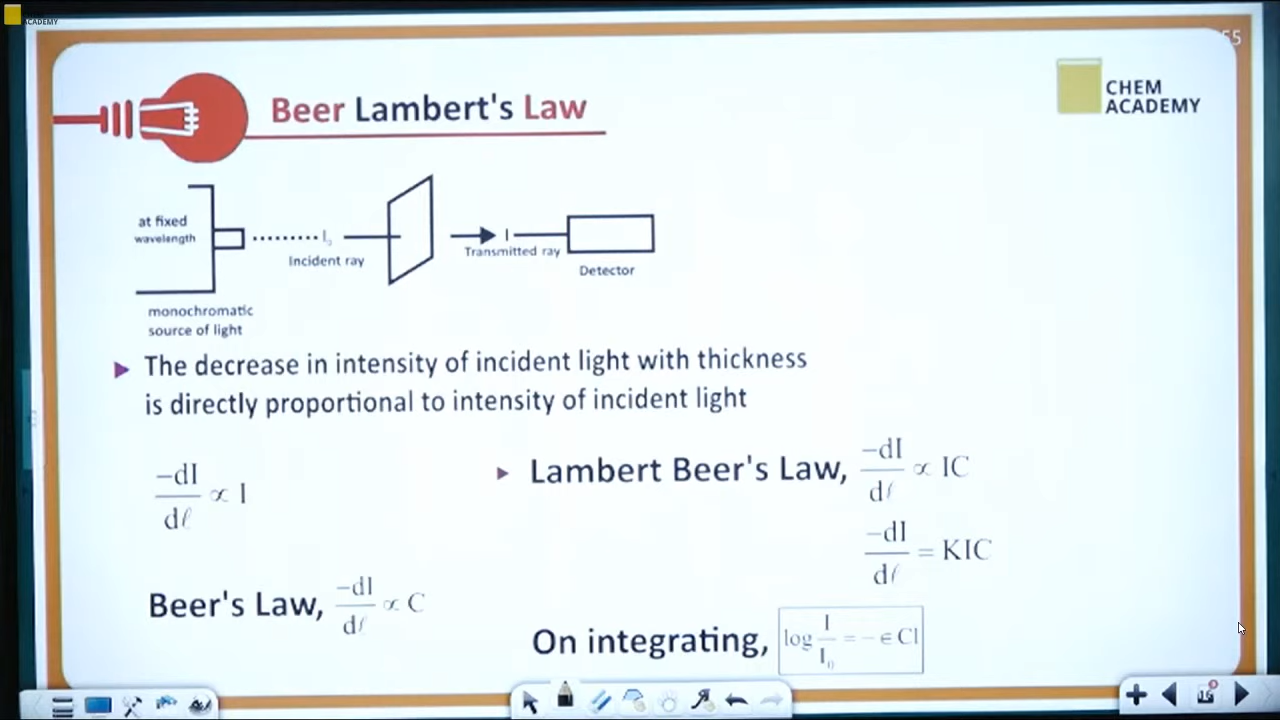 ACADEMY
55
Beer Lambert's Law
CHEM
ACADEMY
at fixed
wavelength
I₀
I
Incident ray
Transmitted ray
Detector
monochromatic
source of light
The decrease in intensity of incident light with thickness
is directly proportional to intensity of incident light
-dI/dℓ ∝ I
Beer's Law, -dI/dℓ ∝ C
Lambert Beer's Law, -dI/dℓ ∝ IC
-dI/dℓ = KIC
On integrating, log I/I₀ = -∈Cl